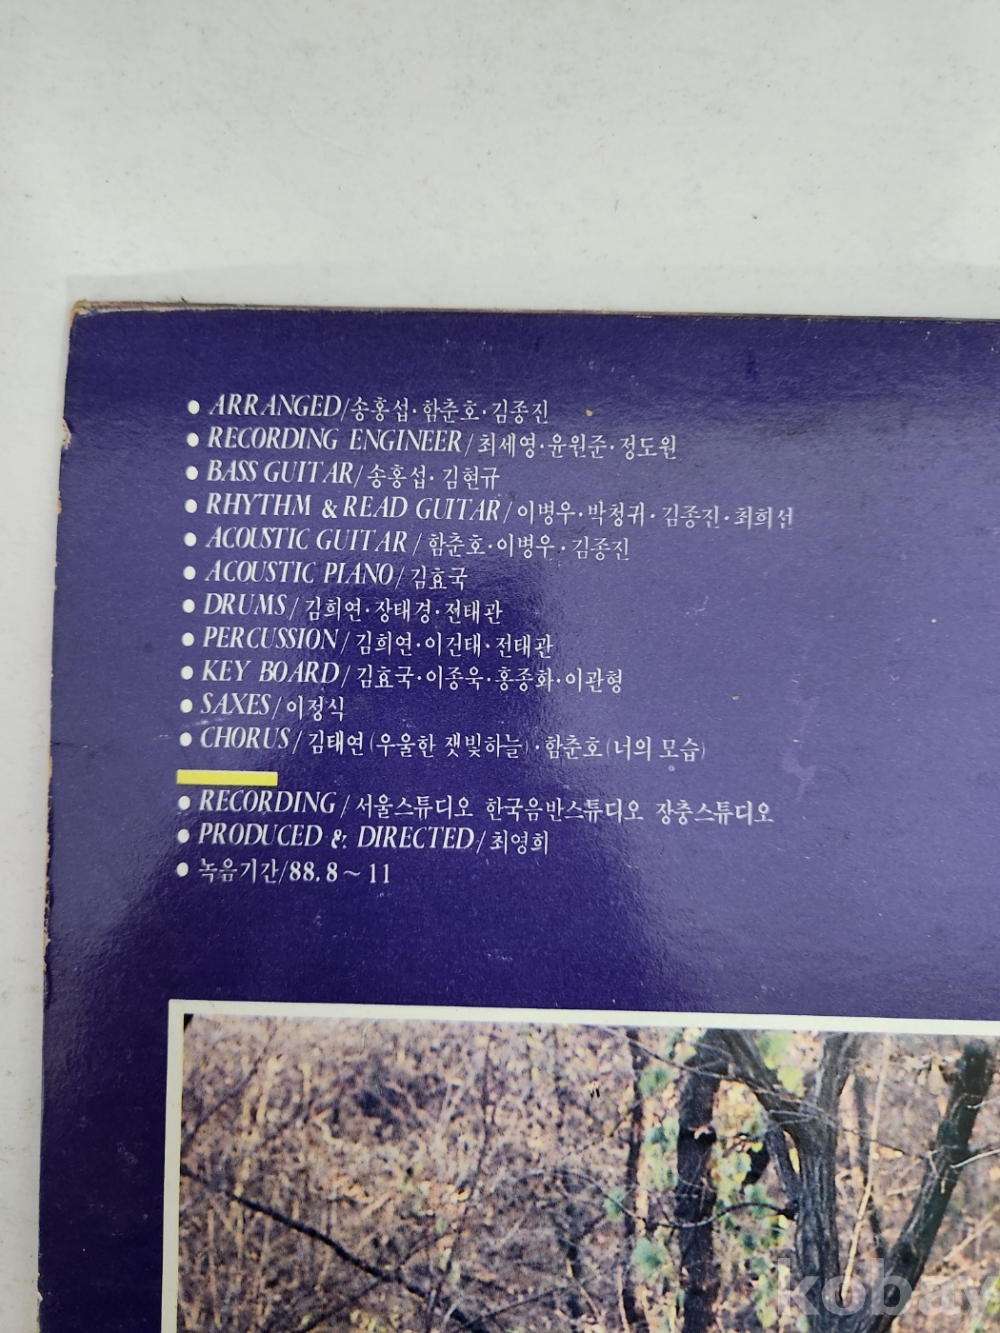 ● ARRANGED/송홍섭·함춘호·김종진
● RECORDING ENGINEER/최세영·윤원준·정도원
● BASS GUITAR/송홍섭·김현규
● RHYTHM & READ GUITAR/이병우·박청귀·김종진·최희선
● ACOUSTIC GUITAR/함춘호·이병우·김종진
● ACOUSTIC PIANO/김효국
● DRUMS/김희연·장태경·전태관
● PERCUSSION/김희연·이건태·전태관
● KEY BOARD/김효국·이종욱·홍종화·이관형
● SAXES/이정식
● CHORUS/김태연(우울한 잿빛하늘)·함춘호(너의 모습)
● RECORDING/서울스튜디오 한국음반스튜디오 장충스튜디오
● PRODUCED & DIRECTED/최영희
● 녹음기간/88. 8~11
kobay